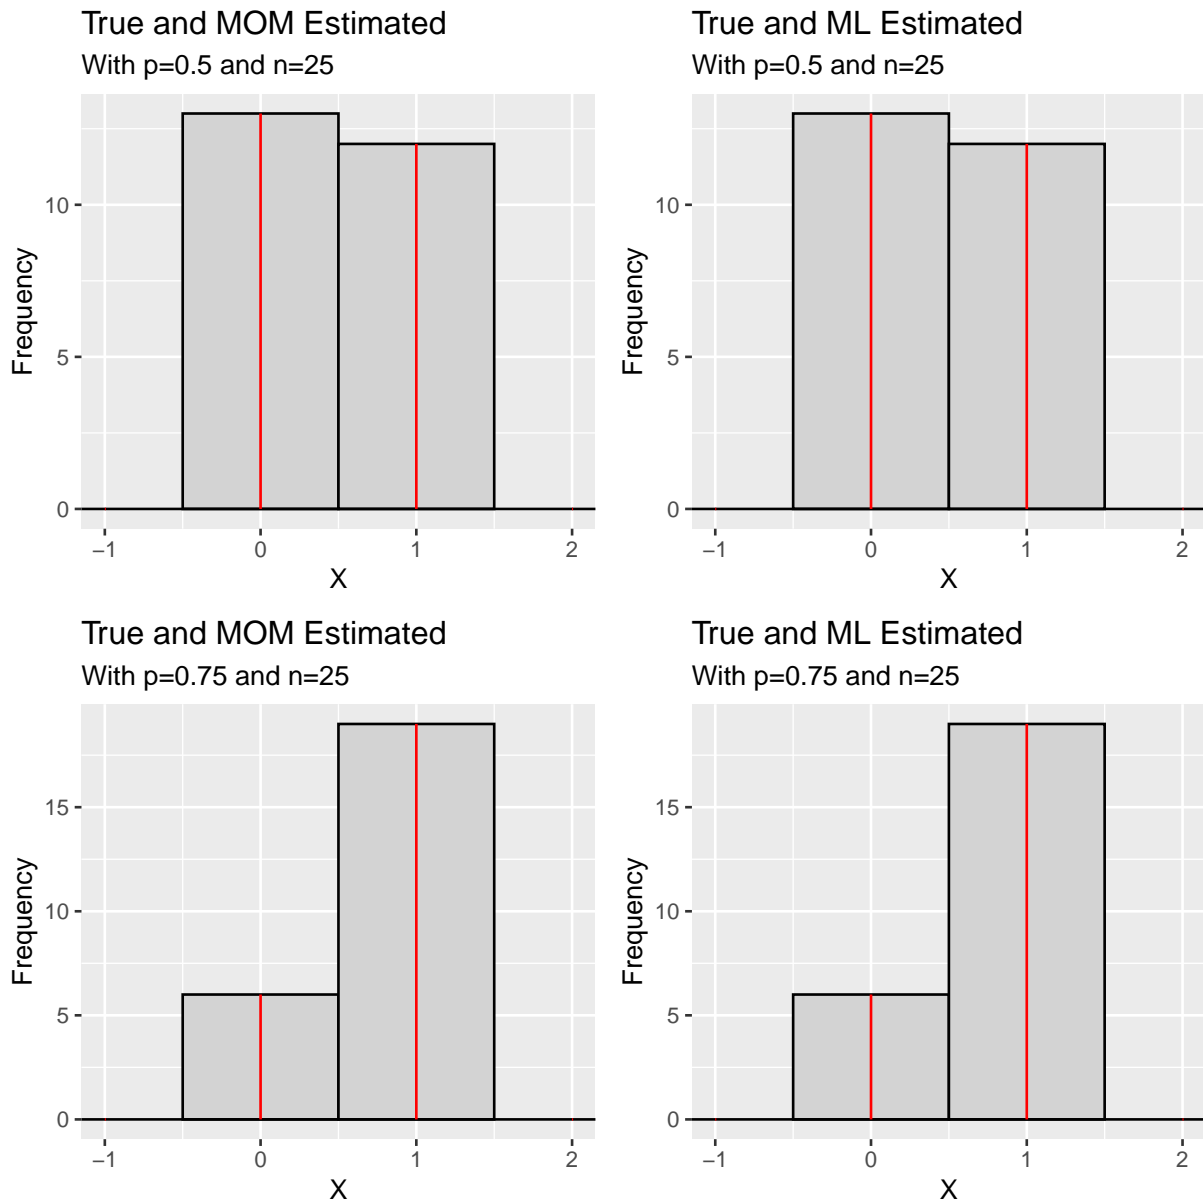 True and MOM Estimated
With p=0.5 and n=25
Frequency
10
5
0
−1 0 1 2
X
True and ML Estimated
With p=0.5 and n=25
Frequency
10
5
0
−1 0 1 2
X
True and MOM Estimated
With p=0.75 and n=25
Frequency
15
10
5
0
−1 0 1 2
X
True and ML Estimated
With p=0.75 and n=25
Frequency
15
10
5
0
−1 0 1 2
X